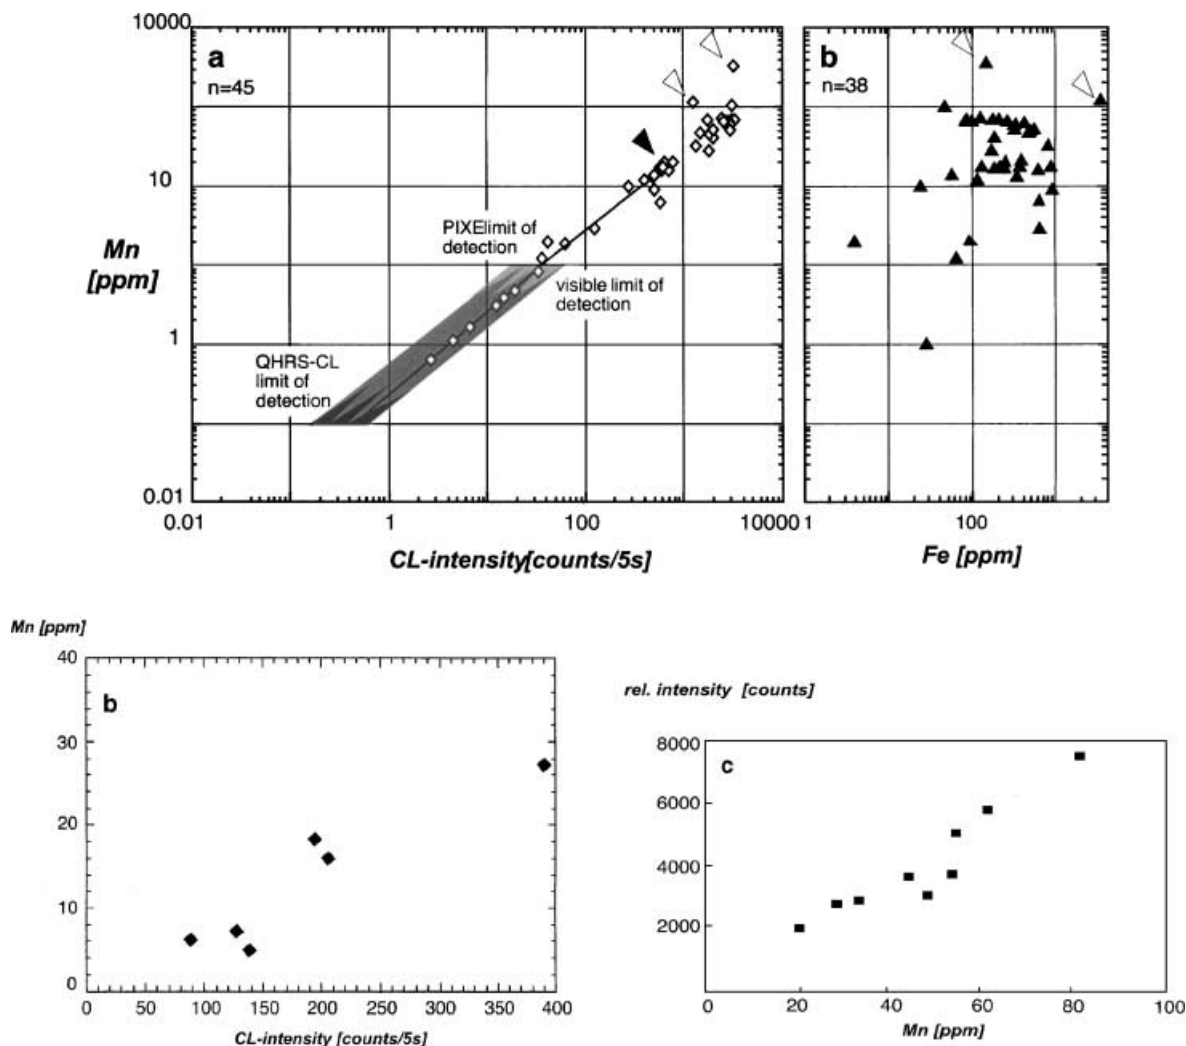 10000
a
n=45
b
n=38
10
Mn
[ppm]
PIXElimit of
detection
visible limit of
detection
1
QHRS-CL
limit of
detection
0.01
0.01
1
100
10000
1
100
CL-intensity[counts/5s]
Fe [ppm]
Mn [ppm]
40
b
30
20
10
0
0
50
100
150
200
250
300
350
400
CL-intensity [counts/5s]
rel. intensity [counts]
8000
c
6000
4000
2000
0
20
40
60
80
100
Mn [ppm]